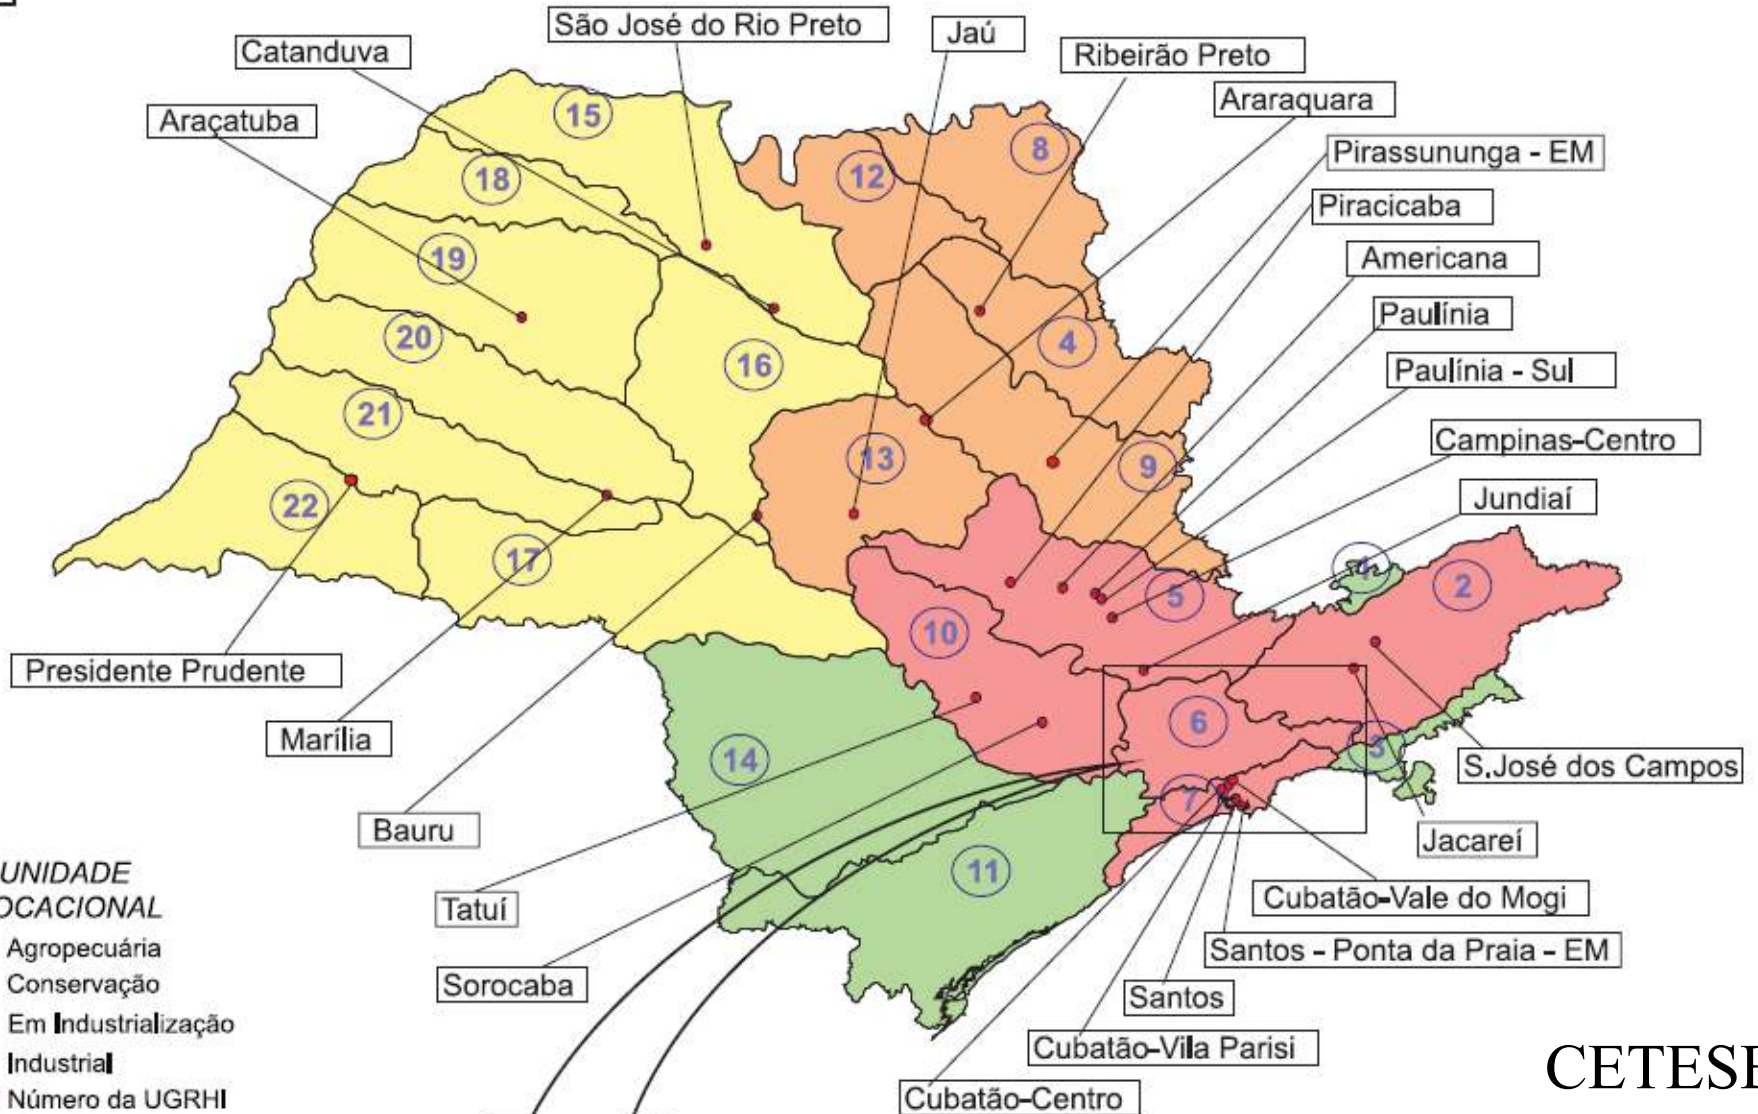 São José do Rio Preto
Jaú
Catanduva
Ribeirão Preto
Araraquara
Aracatuba
Pirassununga - EM
Piracicaba
Americana
Paulínia
Paulínia - Sul
Campinas-Centro
Jundiaí
15
8
12
18
19
20
4
16
21
13
9
22
17
1
2
5
10
6
3
14
7
11
Presidente Prudente
Marília
S.José dos Campos
Bauru
Jacareí
Cubatão-Vale do Mogi
Tatuí
Santos - Ponta da Praia - EM
Sorocaba
Santos
Cubatão-Vila Parisi
Cubatão-Centro
UNIDADE
OCACIONAL
Agropecuária
Conservação
Em Industrialização
Industrial
Número da UGRHI
CETESB